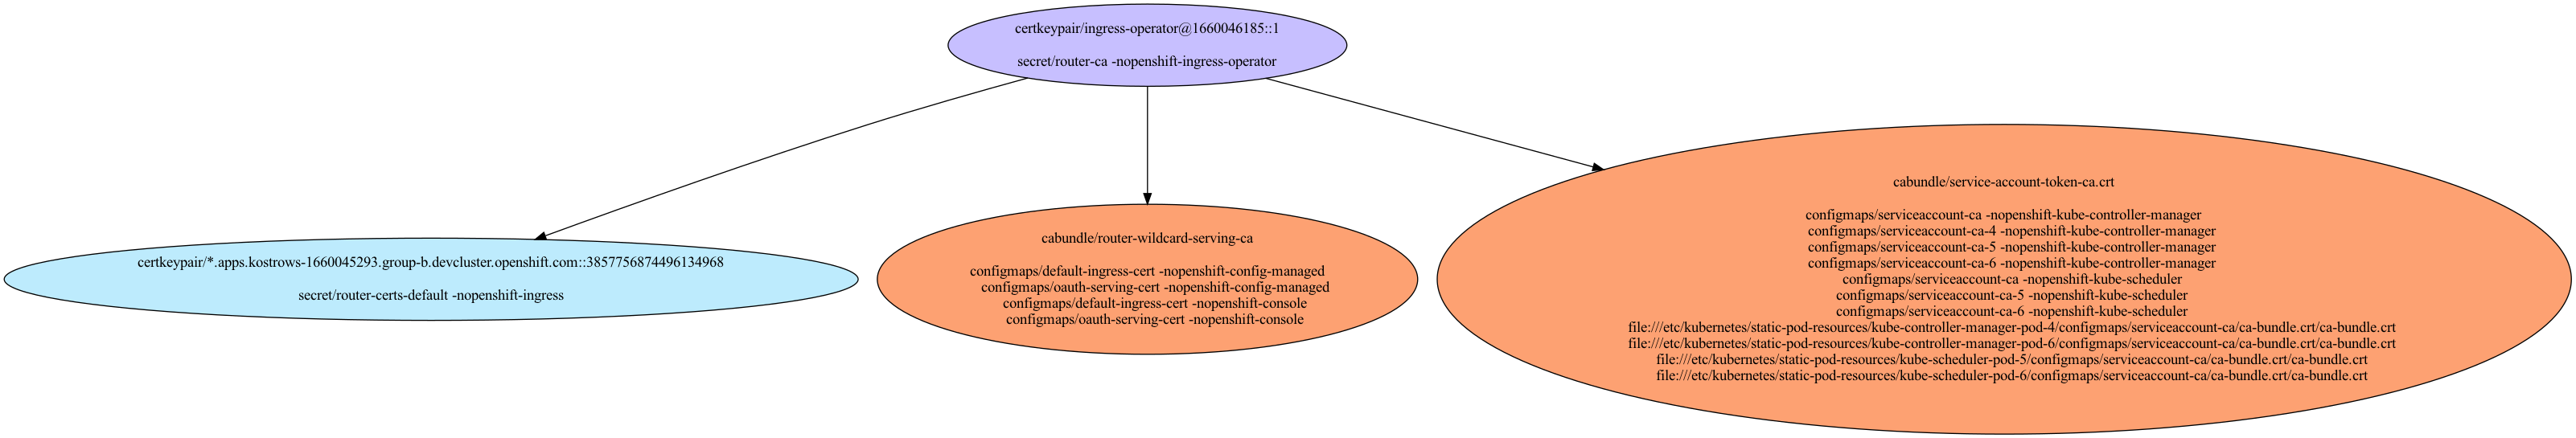 certkeypair/ingress-operator@1660046185::1
secret/router-ca -nopenshift-ingress-operator
certkeypair/*.apps.kostrows-1660045293.group-b.devcluster.openshift.com::3857756874496134968
secret/router-certs-default -nopenshift-ingress
cabundle/router-wildcard-serving-ca
configmaps/default-ingress-cert -nopenshift-config-managed
configmaps/oauth-serving-cert -nopenshift-config-managed
configmaps/default-ingress-cert -nopenshift-console
configmaps/oauth-serving-cert -nopenshift-console
cabundle/service-account-token-ca.crt
configmaps/serviceaccount-ca -nopenshift-kube-controller-manager
configmaps/serviceaccount-ca-4 -nopenshift-kube-controller-manager
configmaps/serviceaccount-ca-5 -nopenshift-kube-controller-manager
configmaps/serviceaccount-ca-6 -nopenshift-kube-controller-manager
configmaps/serviceaccount-ca -nopenshift-kube-scheduler
configmaps/serviceaccount-ca-5 -nopenshift-kube-scheduler
configmaps/serviceaccount-ca-6 -nopenshift-kube-scheduler
file:///etc/kubernetes/static-pod-resources/kube-controller-manager-pod-4/configmaps/serviceaccount-ca/ca-bundle.crt/ca-bundle.crt
file:///etc/kubernetes/static-pod-resources/kube-controller-manager-pod-6/configmaps/serviceaccount-ca/ca-bundle.crt/ca-bundle.crt
file:///etc/kubernetes/static-pod-resources/kube-scheduler-pod-5/configmaps/serviceaccount-ca/ca-bundle.crt/ca-bundle.crt
file:///etc/kubernetes/static-pod-resources/kube-scheduler-pod-6/configmaps/serviceaccount-ca/ca-bundle.crt/ca-bundle.crt